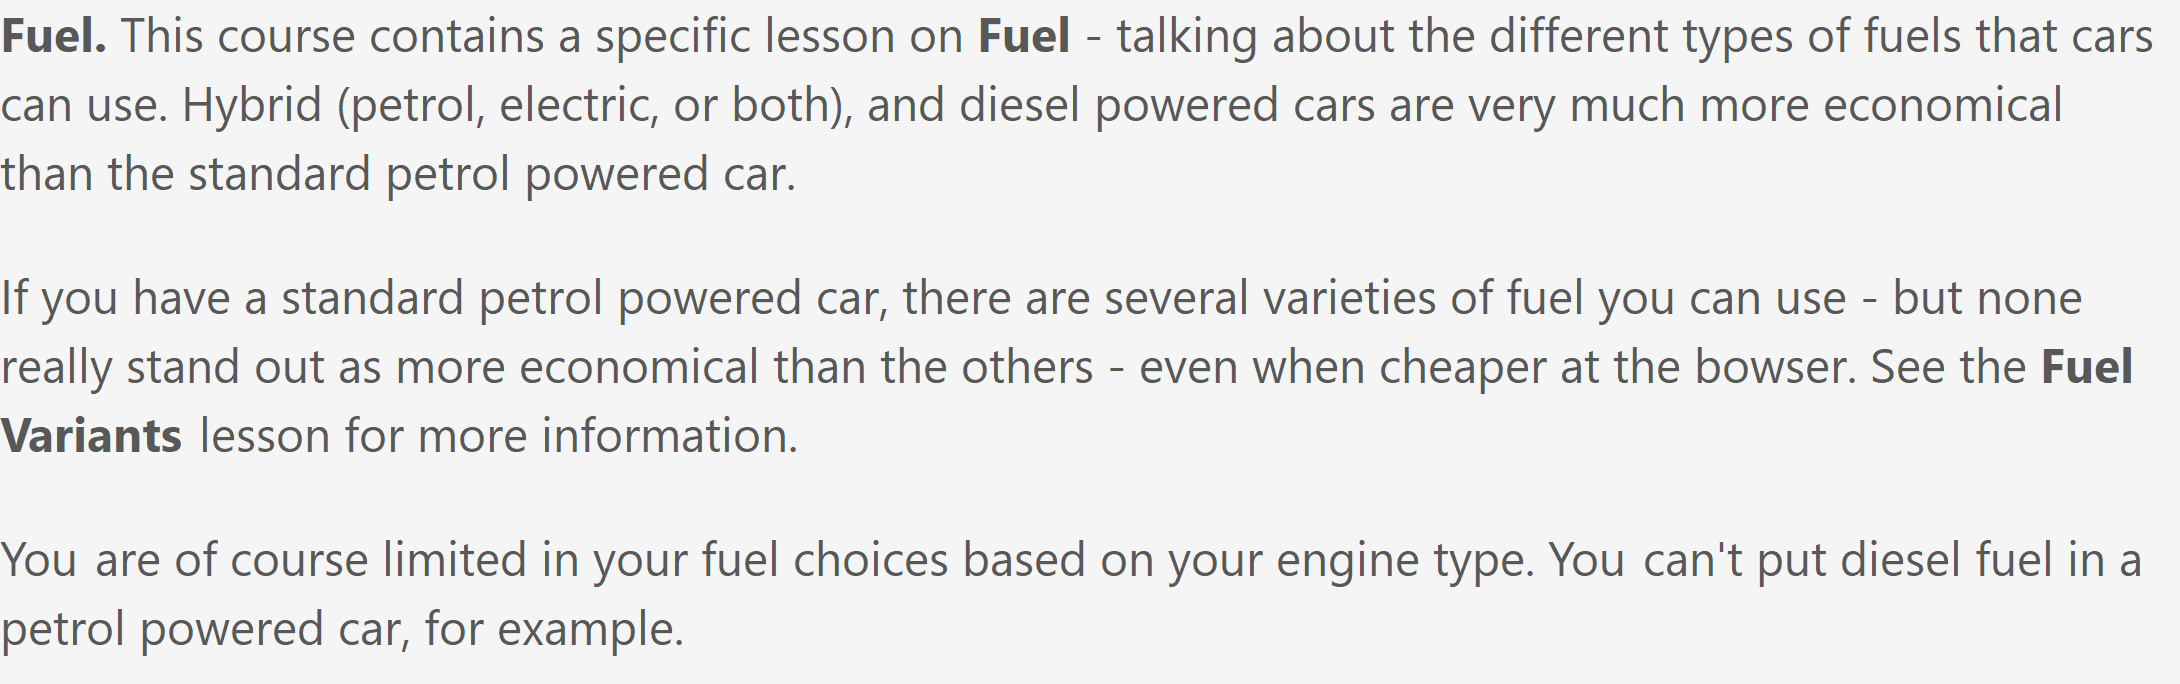 Fuel. This course contains a specific lesson on Fuel - talking about the different types of fuels that cars
can use. Hybrid (petrol, electric, or both), and diesel powered cars are very much more economical
than the standard petrol powered car.
If you have a standard petrol powered car, there are several varieties of fuel you can use - but none
really stand out as more economical than the others - even when cheaper at the bowser. See the Fuel
Variants lesson for more information.
You are of course limited in your fuel choices based on your engine type. You can't put diesel fuel in a
petrol powered car, for example.